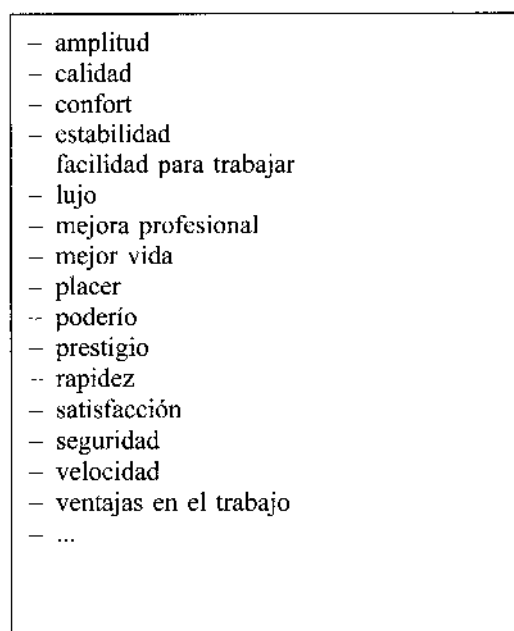 – amplitud
– calidad
– confort
– estabilidad
facilidad para trabajar
– lujo
– mejora profesional
– mejor vida
– placer
-- poderío
– prestigio
-- rapidez
– satisfacción
– seguridad
– velocidad
– ventajas en el trabajo
– ...